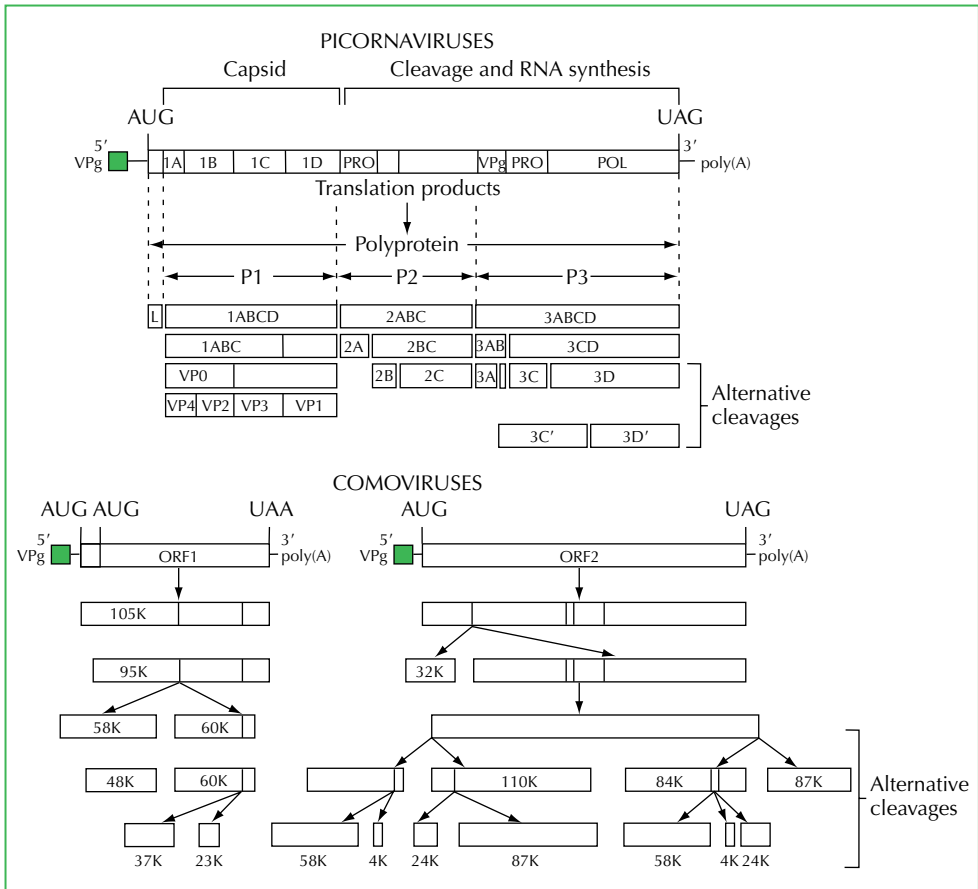 PICORNAVIRUSES
Capsid Cleavage and RNA synthesis
AUG UAG
5′ 3′
VPg 1A 1B 1C 1D PRO VPg PRO POL poly(A)
Translation products
Polyprotein
P1 P2 P3
L 1ABCD 2ABC 3ABCD
1ABC 2A 2BC 3AB 3CD
VP0 2B 2C 3A 3C 3D
Alternative
cleavages
VP4 VP2 VP3 VP1
3C′ 3D′
COMOVIRUSES
AUG AUG UAA AUG UAG
5′ 3′ 5′ 3′
VPg ORF1 poly(A) VPg ORF2 poly(A)
105K
95K 32K
58K 60K
48K 60K 110K 84K 87K
Alternative
cleavages
37K 23K 58K 4K 24K 87K 58K 4K 24K